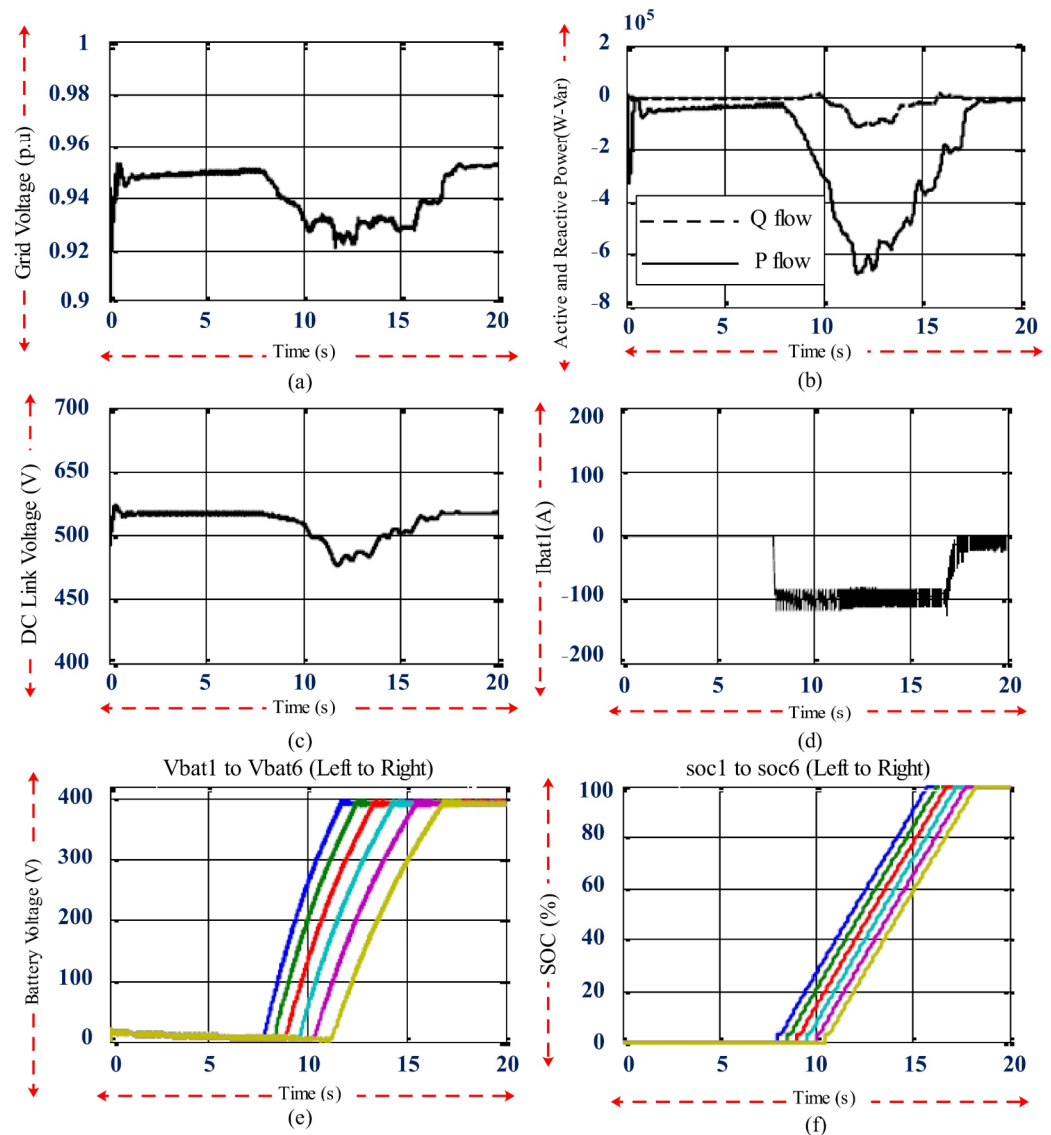 1
0.98
0.96
0.94
0.92
0.9
0 5 10 15 20
Grid Voltage (p.u)
Time (s)
(a)
10⁵
2
0
-2
-4
-6
-8
0 5 10 15 20
Active and Reactive Power(W-Var)
Q flow
P flow
Time (s)
(b)
700
650
500
450
400
0 5 10 15 20
DC Link Voltage (V)
Time (s)
(c)
200
100
0
-100
-200
0 5 10 15 20
Ibat1(A)
Time (s)
(d)
Vbat1 to Vbat6 (Left to Right)
400
300
200
100
0
0 5 10 15 20
Battery Voltage (V)
Time (s)
(e)
soc1 to soc6 (Left to Right)
100
80
60
40
20
0
0 5 10 15 20
SOC (%)
Time (s)
(f)